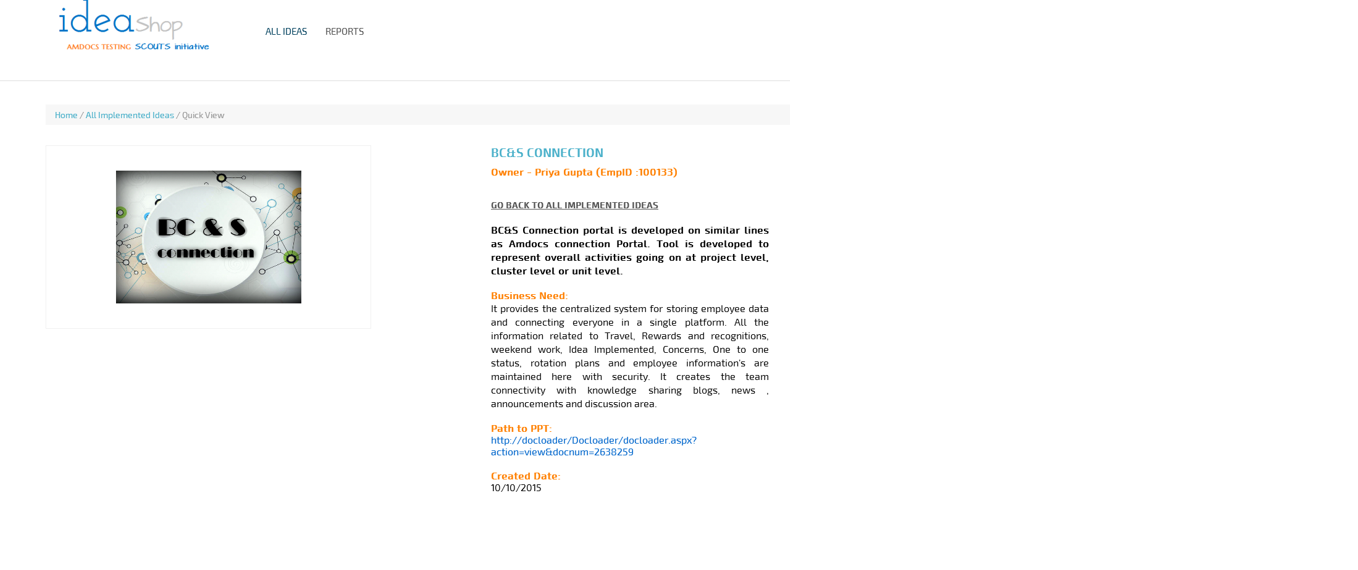 idea Shop
AMDOCS TESTING SCOUTS initiative
ALL IDEAS REPORTS
Home / All Implemented Ideas / Quick View
BC & S
connection
BC&S CONNECTION
Owner - Priya Gupta (EmpID :100133)
GO BACK TO ALL IMPLEMENTED IDEAS
BC&S Connection portal is developed on similar lines
as Amdocs connection Portal. Tool is developed to
represent overall activities going on at project level,
cluster level or unit level.
Business Need:
It provides the centralized system for storing employee data
and connecting everyone in a single platform. All the
information related to Travel, Rewards and recognitions,
weekend work, Idea Implemented, Concerns, One to one
status, rotation plans and employee information's are
maintained here with security. It creates the team
connectivity with knowledge sharing blogs, news ,
announcements and discussion area.
Path to PPT:
http://docloader/Docloader/docloader.aspx?
action=view&docnum=2638259
Created Date:
10/10/2015